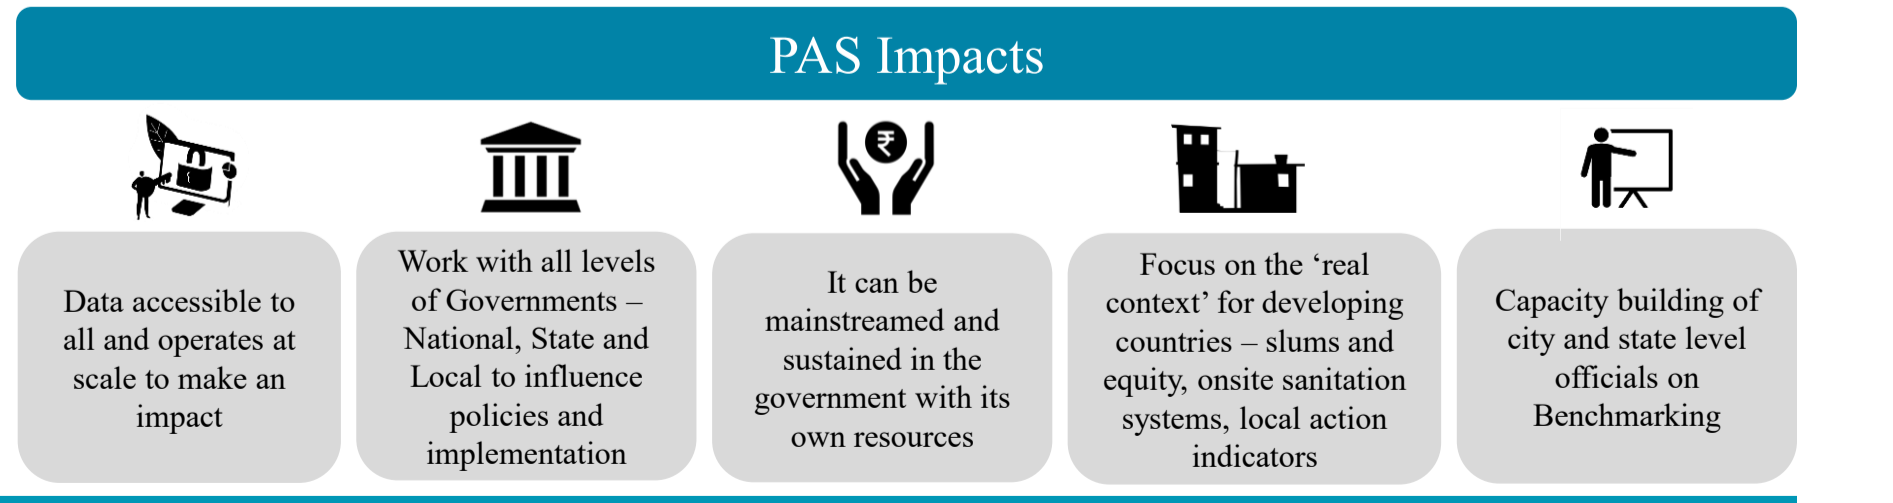 PAS Impacts
₹
Data accessible to
all and operates at
scale to make an
impact
Work with all levels
of Governments –
National, State and
Local to influence
policies and
implementation
It can be
mainstreamed and
sustained in the
government with its
own resources
Focus on the ‘real
context’ for developing
countries – slums and
equity, onsite sanitation
systems, local action
indicators
Capacity building of
city and state level
officials on
Benchmarking